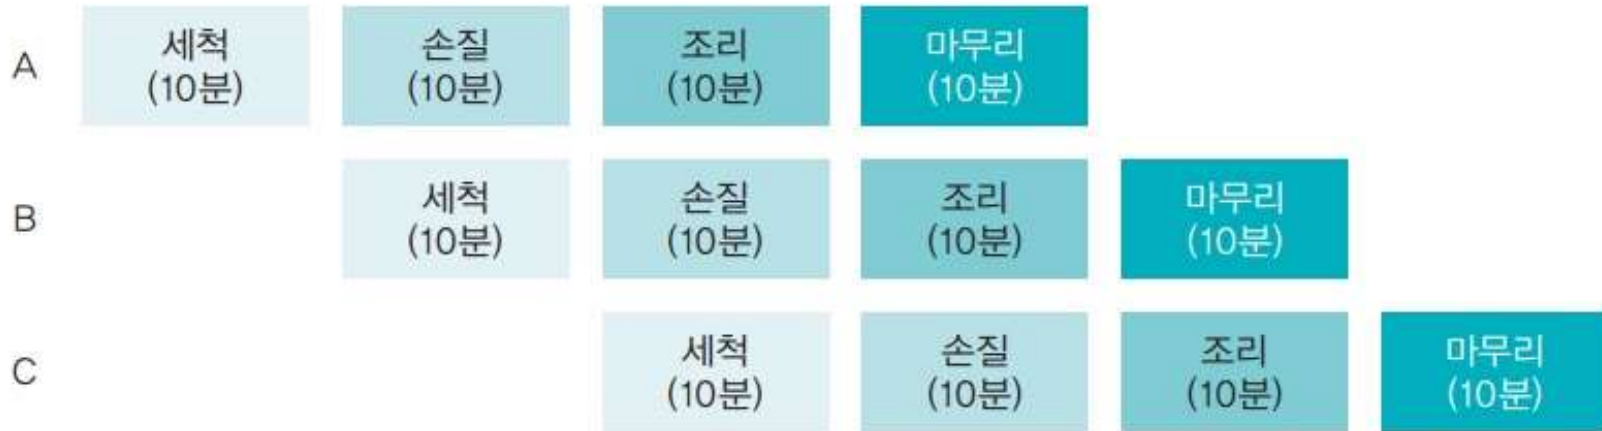 A
세척
(10분)
손질
(10분)
조리
(10분)
마무리
(10분)
B
세척
(10분)
손질
(10분)
조리
(10분)
마무리
(10분)
C
세척
(10분)
손질
(10분)
조리
(10분)
마무리
(10분)